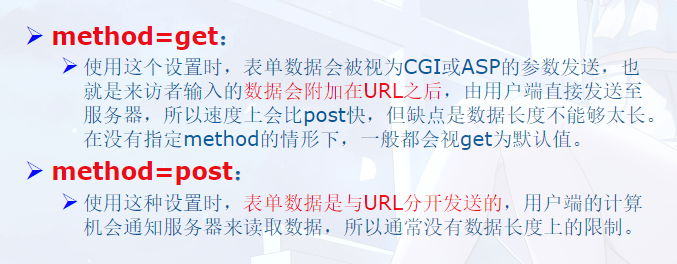 method=get：
使用这个设置时，表单数据会被视为CGI或ASP的参数发送，也
就是来访者输入的数据会附加在URL之后，由用户端直接发送至
服务器，所以速度上会比post快，但缺点是数据长度不能够太长。
在没有指定method的情形下，一般都会视get为默认值。
method=post：
使用这种设置时，表单数据是与URL分开发送的，用户端的计算
机会通知服务器来读取数据，所以通常没有数据长度上的限制。